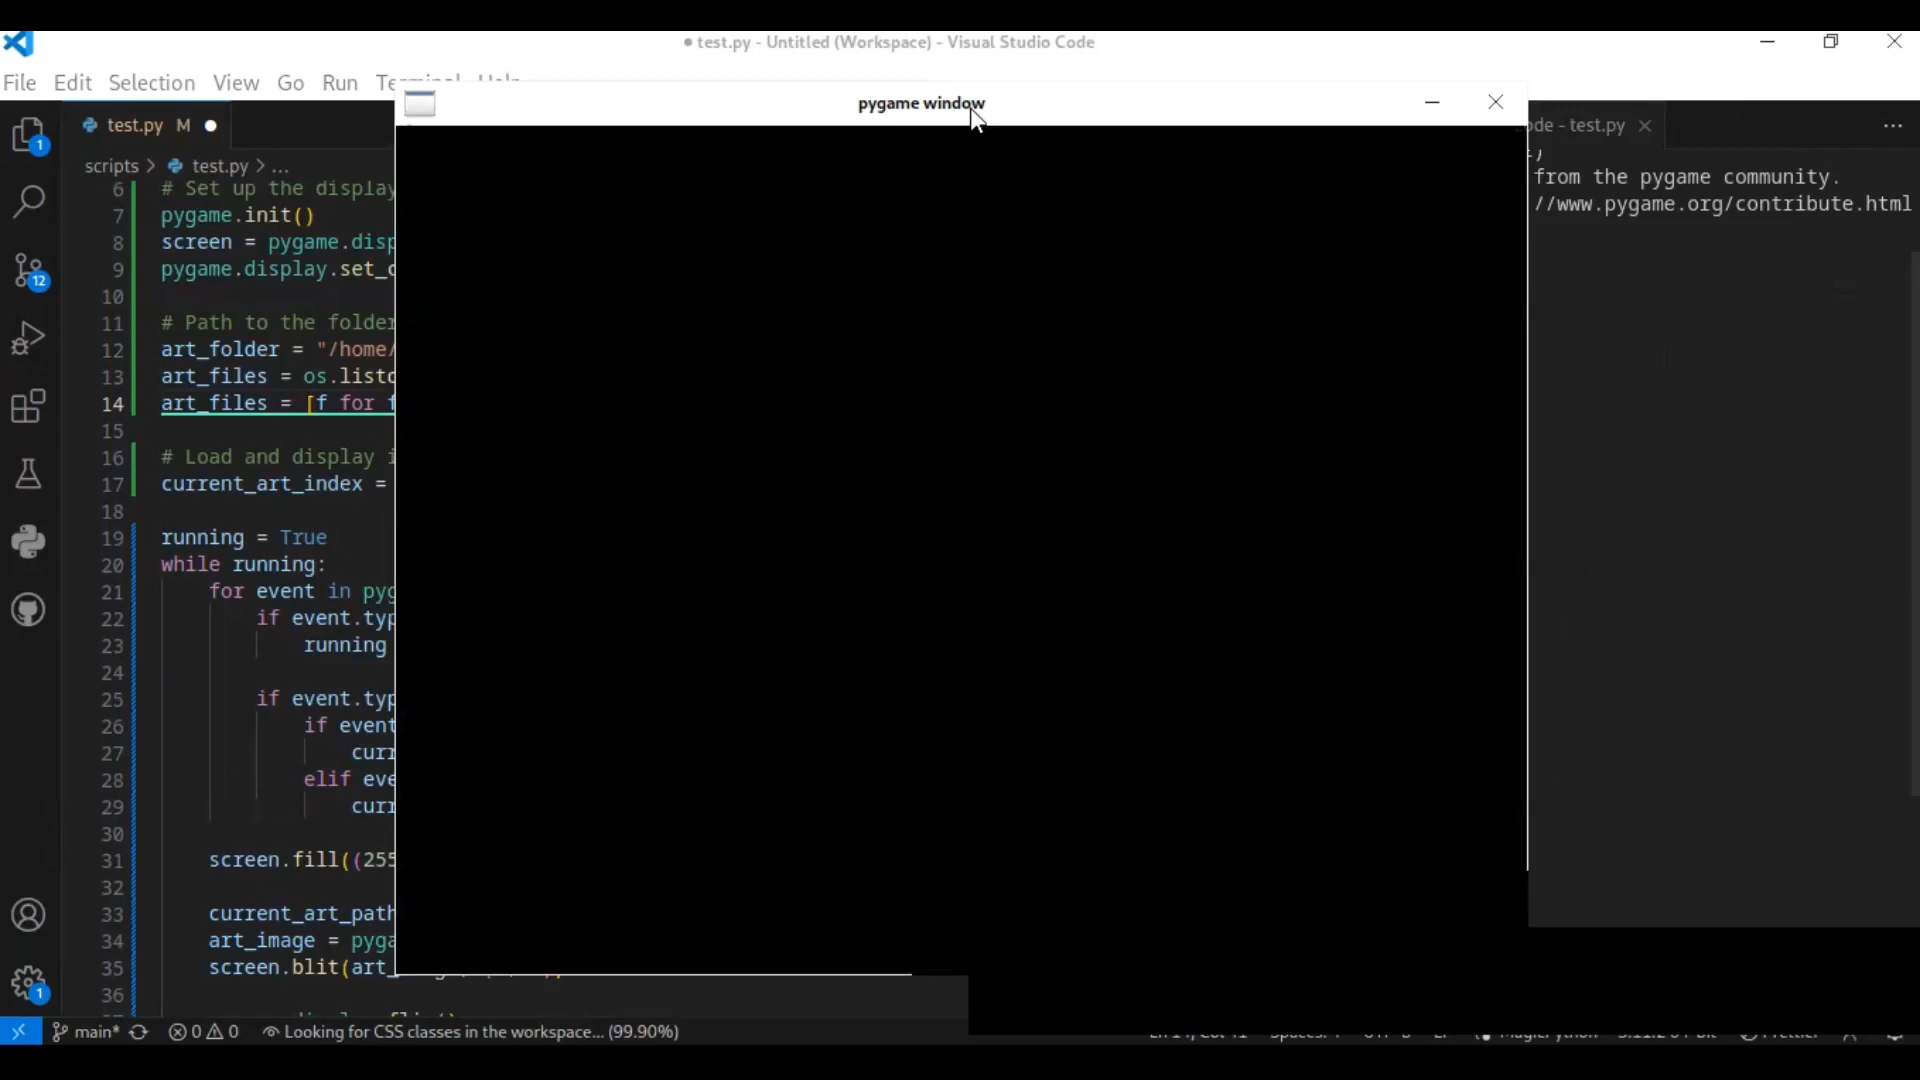 ● test.py - Untitled (Workspace) - Visual Studio Code
File Edit Selection View Go Run
pygame window
test.py M ●
ode - test.py
scripts > test.py > ...
from the pygame community.
//www.pygame.org/contribute.html
6 # Set up the display
7 pygame.init()
8 screen = pygame.disp
9 pygame.display.set_c
10
11 # Path to the folder
12 art_folder = "/home/
13 art_files = os.listd
14 art_files = [f for f
15
16 # Load and display i
17 current_art_index =
18
19 running = True
20 while running:
21 for event in pyg
22 if event.typ
23 running
24
25 if event.typ
26 if event
27 curr
28 elif eve
29 curr
30
31 screen.fill((255
32
33 current_art_path
34 art_image = pyga
35 screen.blit(art_
36
1
12
1
main* 0 0 Looking for CSS classes in the workspace... (99.90%)